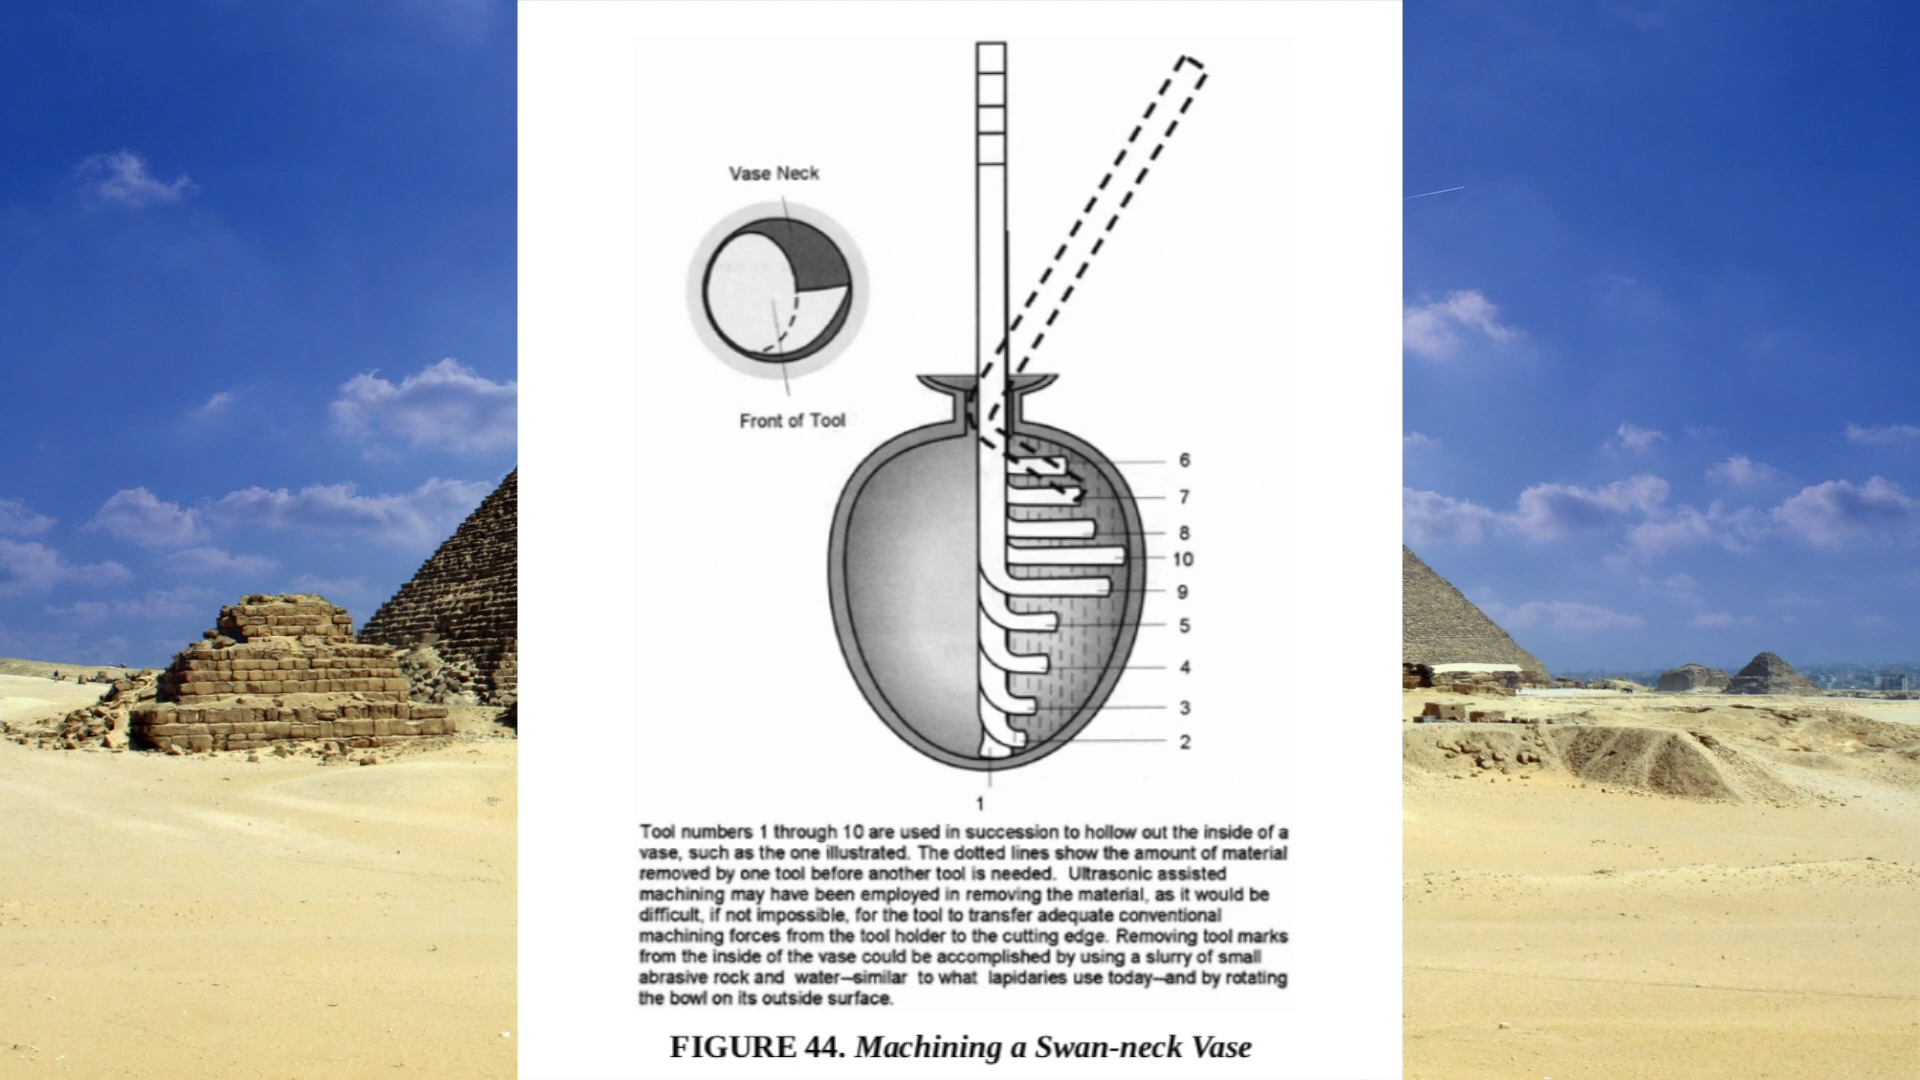 Vase Neck
Front of Tool
6
7
8
10
9
5
4
3
2
1
Tool numbers 1 through 10 are used in succession to hollow out the inside of a
vase, such as the one illustrated. The dotted lines show the amount of material
removed by one tool before another tool is needed. Ultrasonic assisted
machining may have been employed in removing the material, as it would be
difficult, if not impossible, for the tool to transfer adequate conventional
machining forces from the tool holder to the cutting edge. Removing tool marks
from the inside of the vase could be accomplished by using a slurry of small
abrasive rock and water--similar to what lapidaries use today--and by rotating
the bowl on its outside surface.
FIGURE 44. Machining a Swan-neck Vase